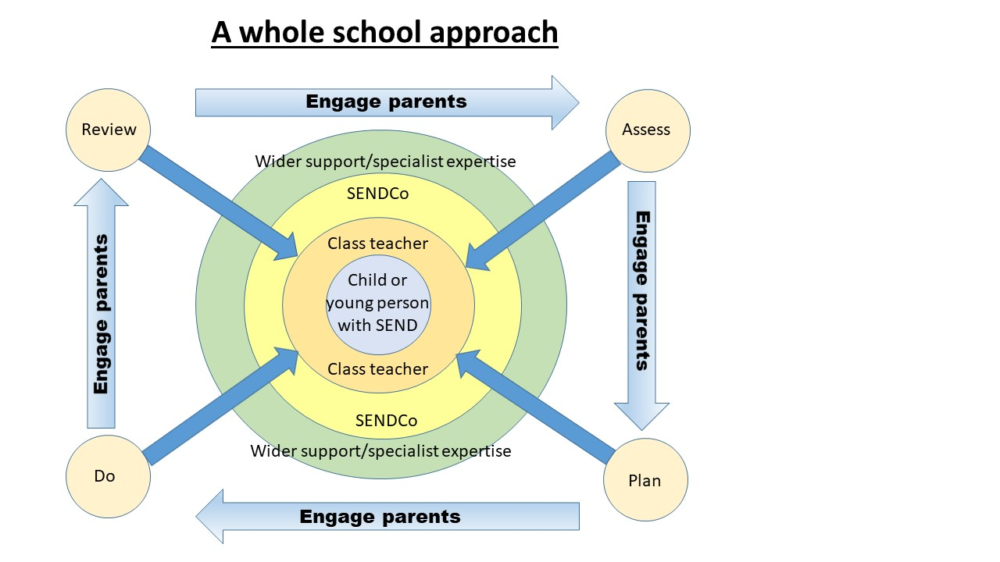 A whole school approach
Engage parents
Review
Assess
Wider support/specialist expertise
SENDCo
Class teacher
Child or
young person
with SEND
Class teacher
SENDCo
Wider support/specialist expertise
Engage parents
Engage parents
Do
Plan
Engage parents